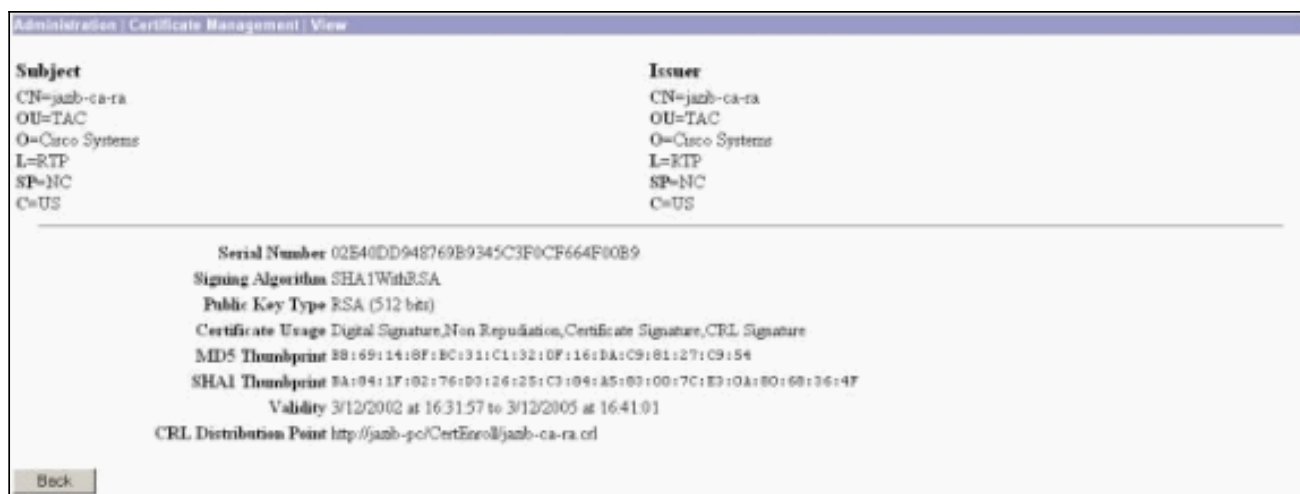 Administration | Certificate Management | View
Subject
CN=jazib-ca-ra
OU=TAC
O=Cisco Systems
L=RTP
SP=NC
C=US
Issuer
CN=jazib-ca-ra
OU=TAC
O=Cisco Systems
L=RTP
SP=NC
C=US
Serial Number 02E40DD948769B9345C3F0CF664F00B9
Signing Algorithm SHA1WithRSA
Public Key Type RSA (512 bits)
Certificate Usage Digital Signature,Non Repudiation,Certificate Signature,CRL Signature
MD5 Thumbprint
SHA1 Thumbprint
Validity 3/12/2002 at 16:31:57 to 3/12/2005 at 16:41:01
CRL Distribution Point http://jazib-pc/CertEnroll/jazib-ca-ra.crl
Back